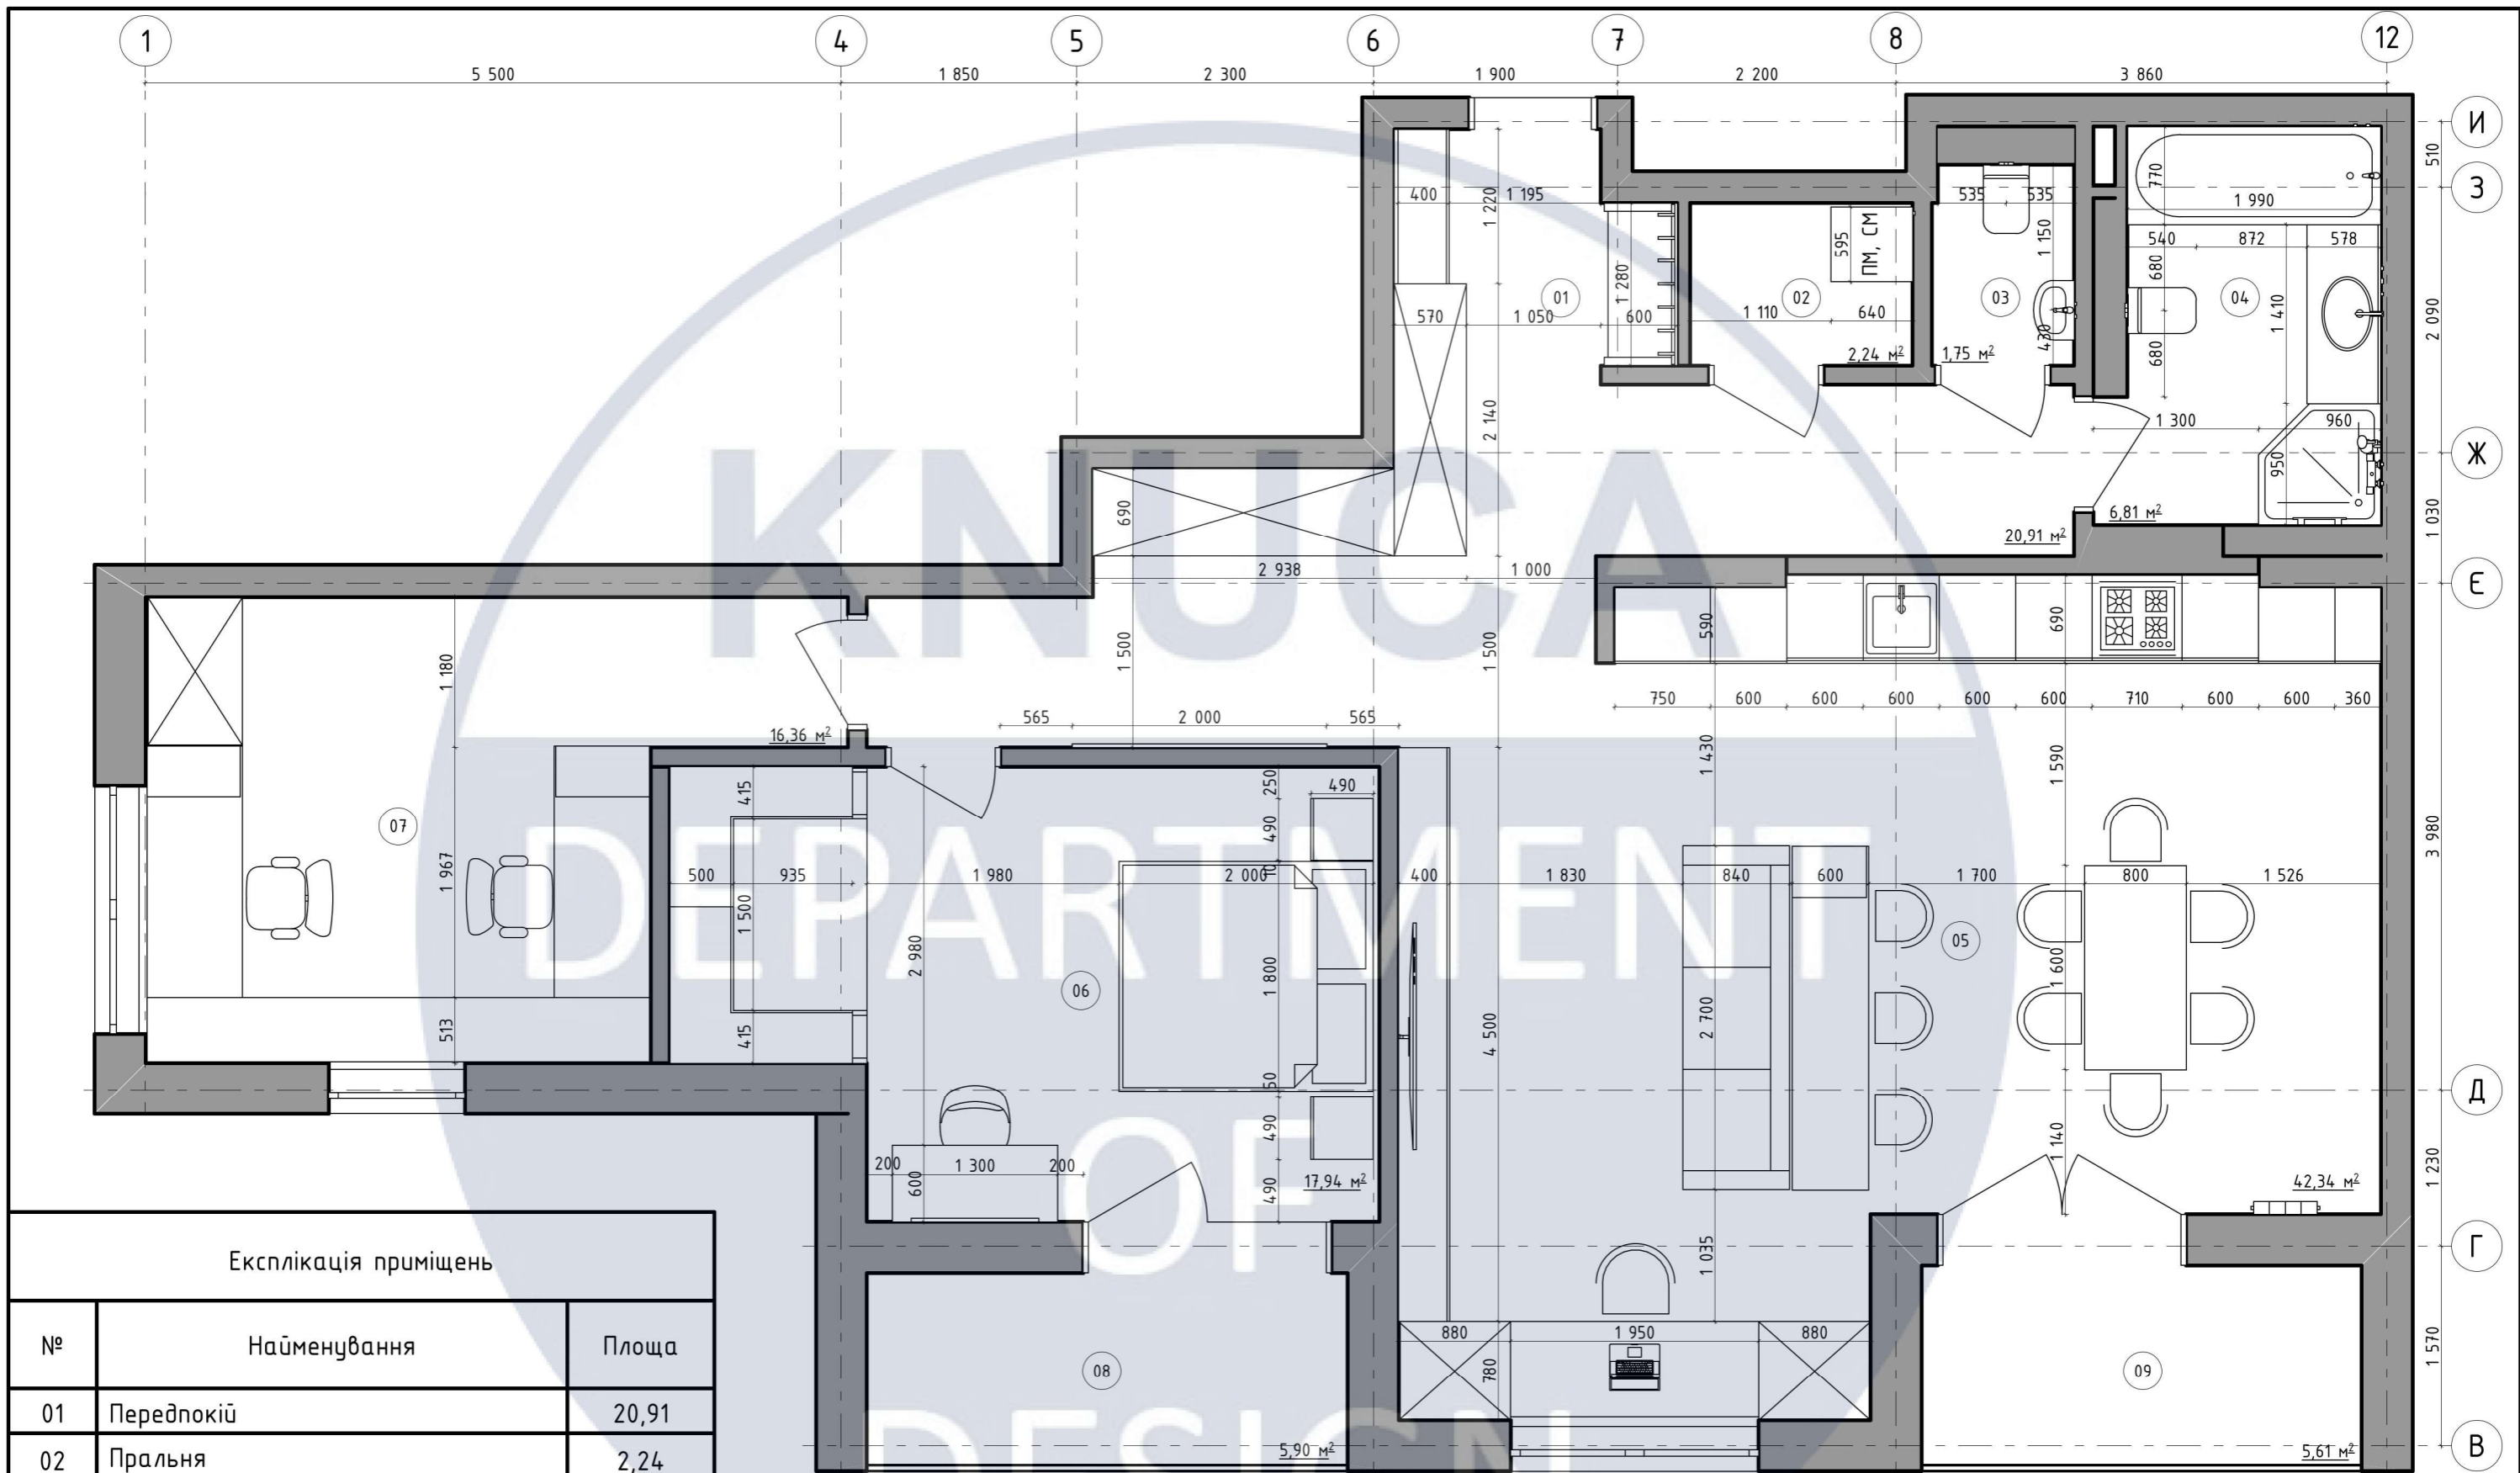 1 4 5 6 7 8 12
5 500 1 850 2 300 1 900 2 200 3 860
И
510
З
2 090
Ж
1 030
Є
3 980
Д
1 230
Г
1 570
В
400 1 195
1 220
570 1 050 600
1 280
01
2 140
595
ПМ, СМ
02
1 110 640
2,24 м²
535 535
1 150
03
430
1,75 м²
770
1 990
540 872 578
680
680
04
1 410
1 300 960
950
6,81 м²
20,91 м²
690
2 938 1 000
1 500
1 500
565 2 000 565
590
690
750 600 600 600 600 600 710 600 600 360
1 430
1 590
1 180
16,36 м²
07
1 967
513
415
500 935
1 500
415
1 980 2 000
2 980
06
250
490
490
10
1 800
50
490
490
200 1 300 200
600
17,94 м²
400 1 830 840 600 1 700 800 1 526
05
4 500
2 700
1 600
1 140
42,34 м²
1 035
880 1 950 880
780
08
5,90 м²
09
5,61 м²
KNUCA
DEPARTMENT
OF
DESIGN
Експлікація приміщень
№ Найменування Площа
01 Передпокій 20,91
02 Пральня 2,24